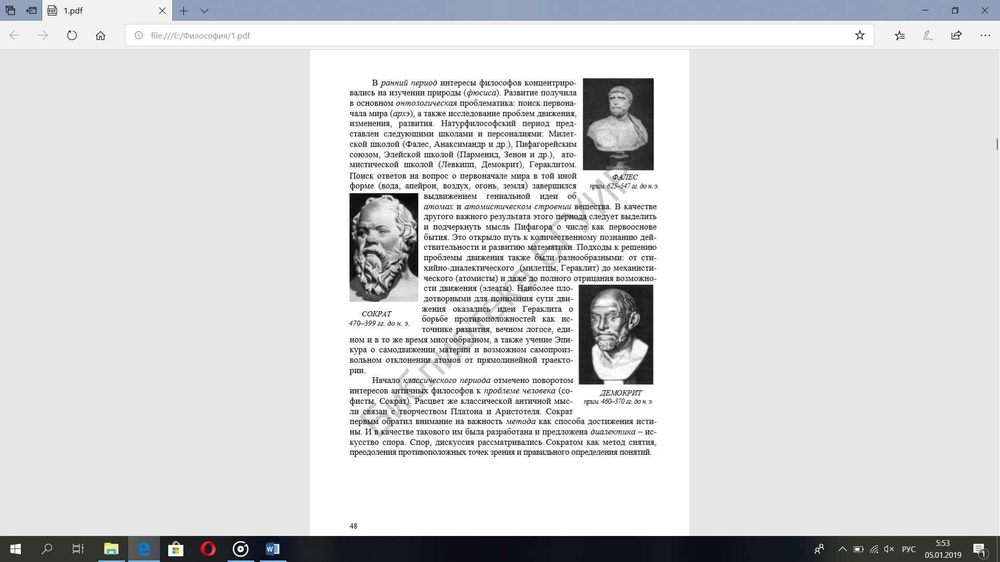 1.pdf
file:///E:/Философия/1.pdf
В ранний период интересы философов концентриро-
вались на изучении природы (фюсиса). Развитие получила
в основном онтологическая проблематика: поиск первона-
чала мира (архэ), а также исследование проблем движения,
изменения, развития. Натурфилософский период пред-
ставлен следующими школами и персоналиями: Милет-
ской школой (Фалес, Анаксимандр и др.), Пифагорейским
союзом, Элейской школой (Парменид, Зенон и др.), ато-
мистической школой (Левкипп, Демокрит), Гераклитом.
Поиск ответов на вопрос о первоначале мира в той иной
форме (вода, апейрон, воздух, огонь, земля) завершился
выдвижением гениальной идеи об
атомах и атомистическом строении вещества. В качестве
другого важного результата этого периода следует выделить
и подчеркнуть мысль Пифагора о числе как первооснове
бытия. Это открыло путь к количественному познанию дей-
ствительности и развитию математики. Подходы к решению
проблемы движения также были разнообразными: от сти-
хийно-диалектического (милетцы, Гераклит) до механисти-
ческого (атомисты) и даже до полного отрицания возможно-
сти движения (элеаты). Наиболее пло-
дотворными для понимания сути дви-
жения оказались идеи Гераклита о
борьбе противоположностей как ис-
точнике развития, вечном логосе, еди-
ном и в то же время многообразном, а также учение Эпи-
кура о самодвижении материи и возможном самопроиз-
вольном отклонении атомов от прямолинейной траекто-
рии.
Начало классического периода отмечено поворотом
интересов античных философов к проблеме человека (со-
фисты, Сократ). Расцвет же классической античной мыс-
ли связан с творчеством Платона и Аристотеля. Сократ
первым обратил внимание на важность метода как способа достижения исти-
ны. И в качестве такового им была разработана и предложена диалектика – ис-
кусство спора. Спор, дискуссия рассматривались Сократом как метод снятия,
преодоления противоположных точек зрения и правильного определения понятий.
ФАЛЕС
прим. 625–547 гг. до н. э.
СОКРАТ
470–399 гг. до н. э.
ДЕМОКРИТ
прим. 460–370 гг. до н. э.
Библиотека БГУИР
48
РУС
5:53
05.01.2019
1